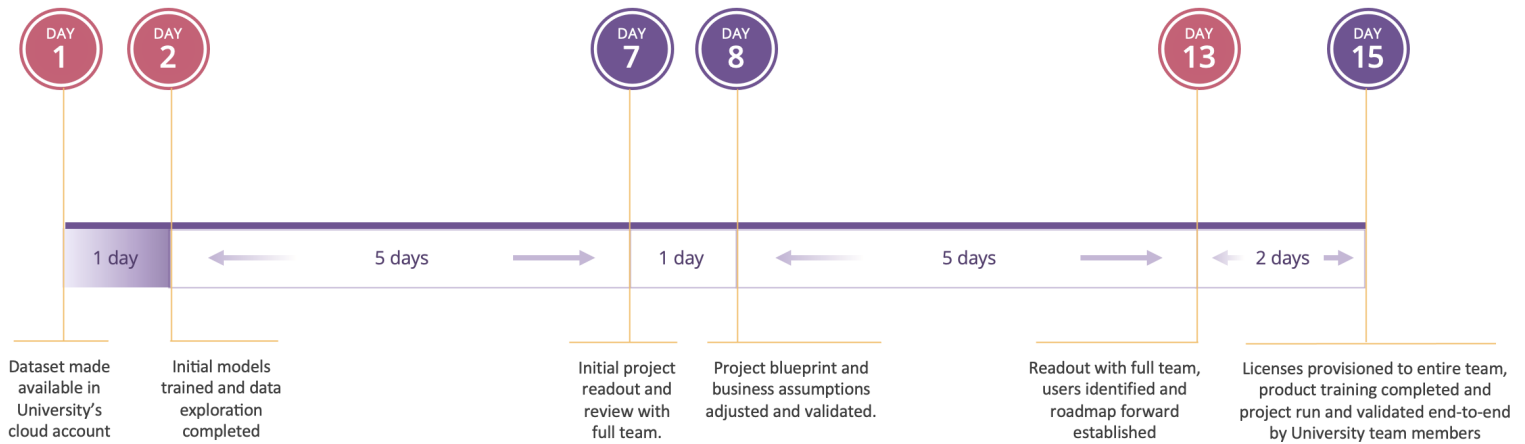 DAY
1
DAY
2
DAY
7
DAY
8
DAY
13
DAY
15
1 day
5 days
1 day
5 days
2 days
Dataset made
available in
University’s
cloud account
Initial models
trained and data
exploration
completed
Initial project
readout and
review with
full team.
Project blueprint and
business assumptions
adjusted and validated.
Readout with full team,
users identified and
roadmap forward
established
Licenses provisioned to entire team,
product training completed and
project run and validated end-to-end
by University team members